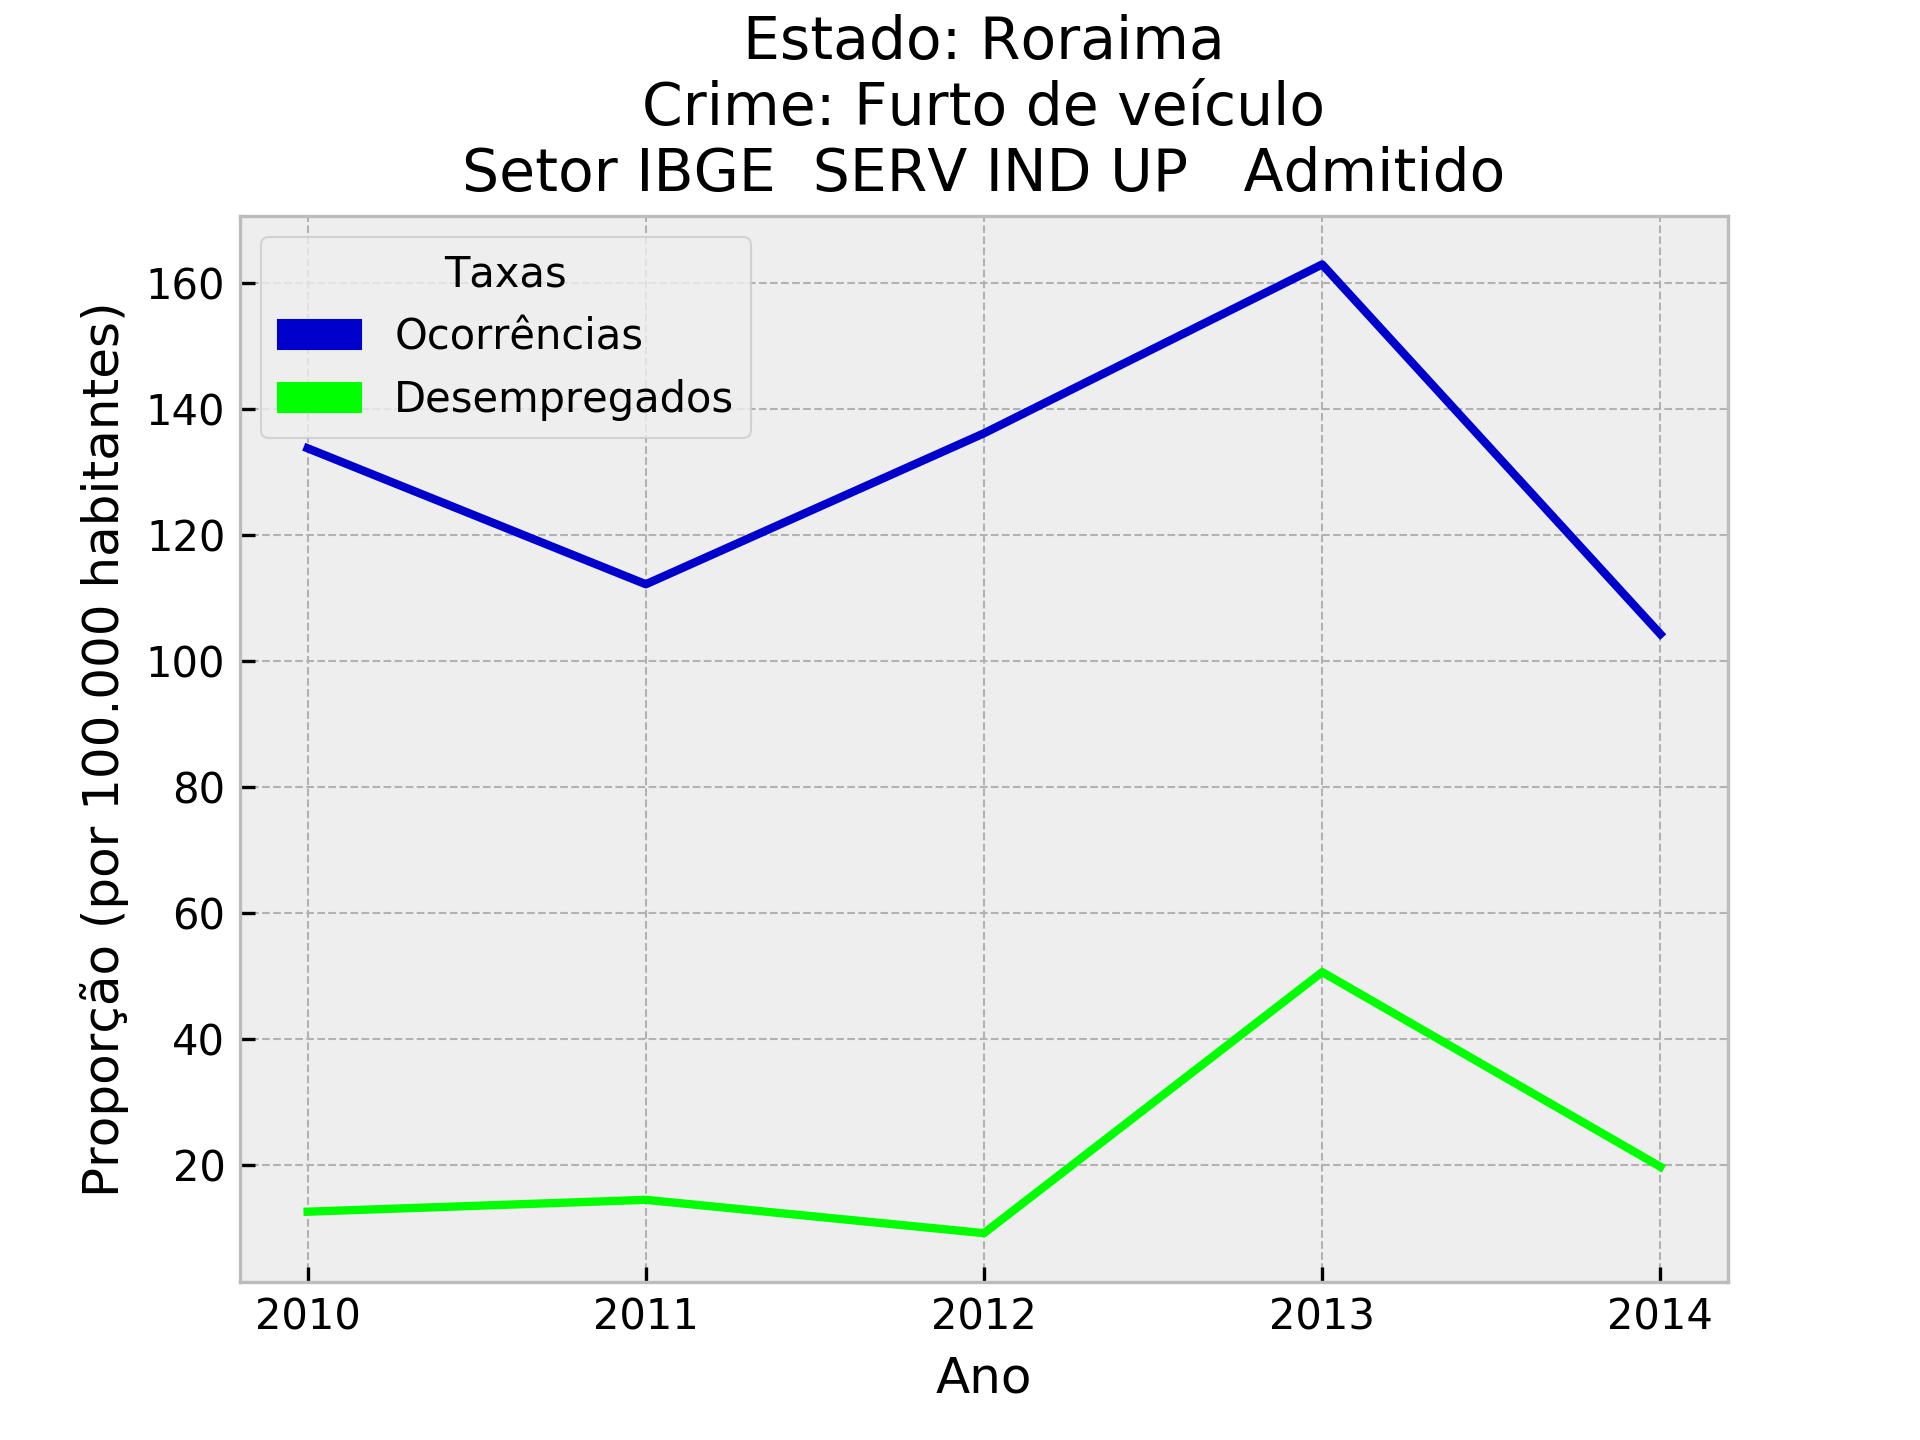 Estado: Roraima
Crime: Furto de veículo
Setor IBGE  SERV IND UP   Admitido
Taxas
Ocorrências
Desempregados
Proporção (por 100.000 habitantes)
160
140
120
100
80
60
40
20
2010
2011
2012
2013
2014
Ano